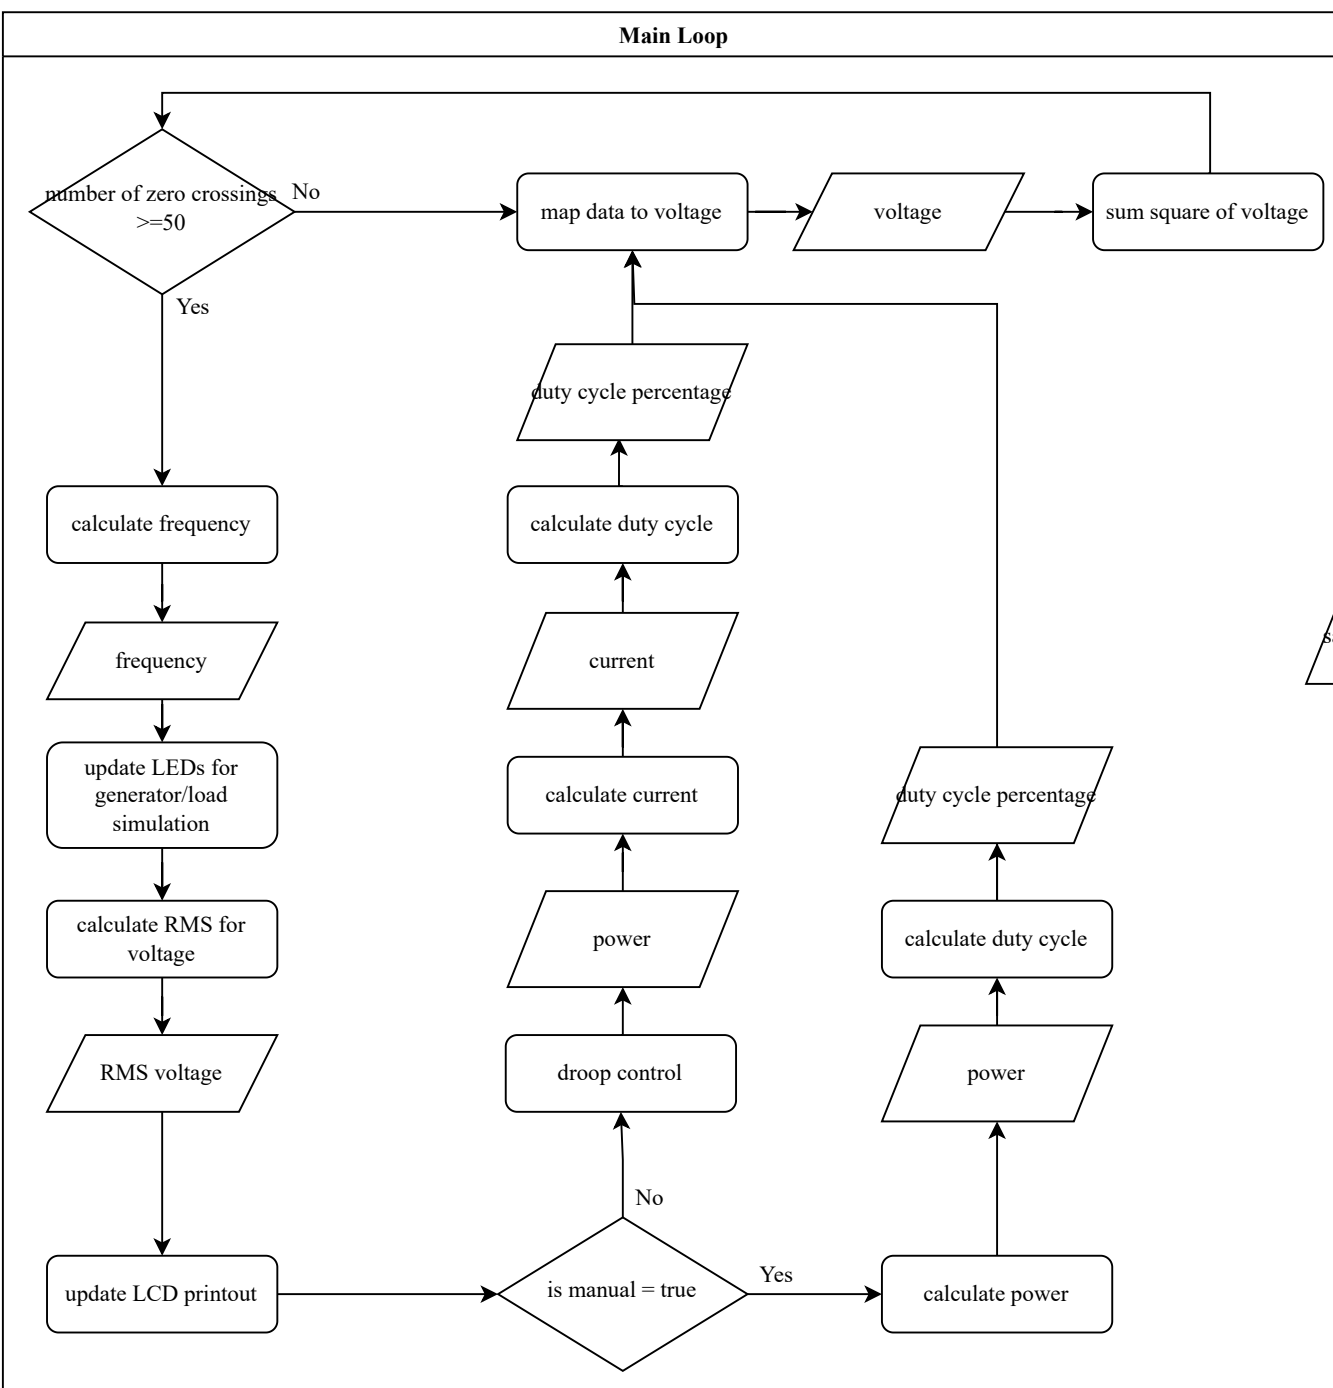 Main Loop
number of zero crossings
>=50
No
Yes
map data to voltage
voltage
sum square of voltage
duty cycle percentage
calculate frequency
calculate duty cycle
frequency
current
update LEDs for
generator/load
simulation
calculate current
duty cycle percentage
calculate RMS for
voltage
power
calculate duty cycle
RMS voltage
droop control
power
No
update LCD printout
is manual = true
Yes
calculate power